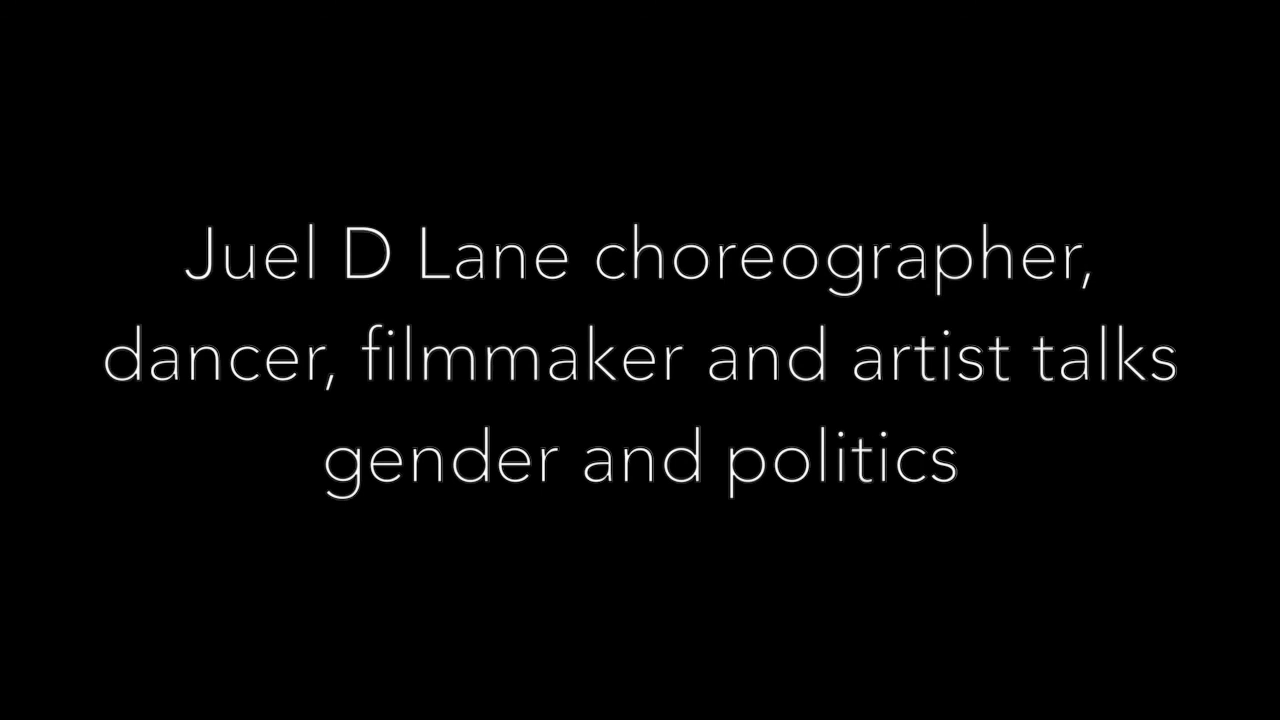 Juel D Lane choreographer,
dancer, filmmaker and artist talks
gender and politics